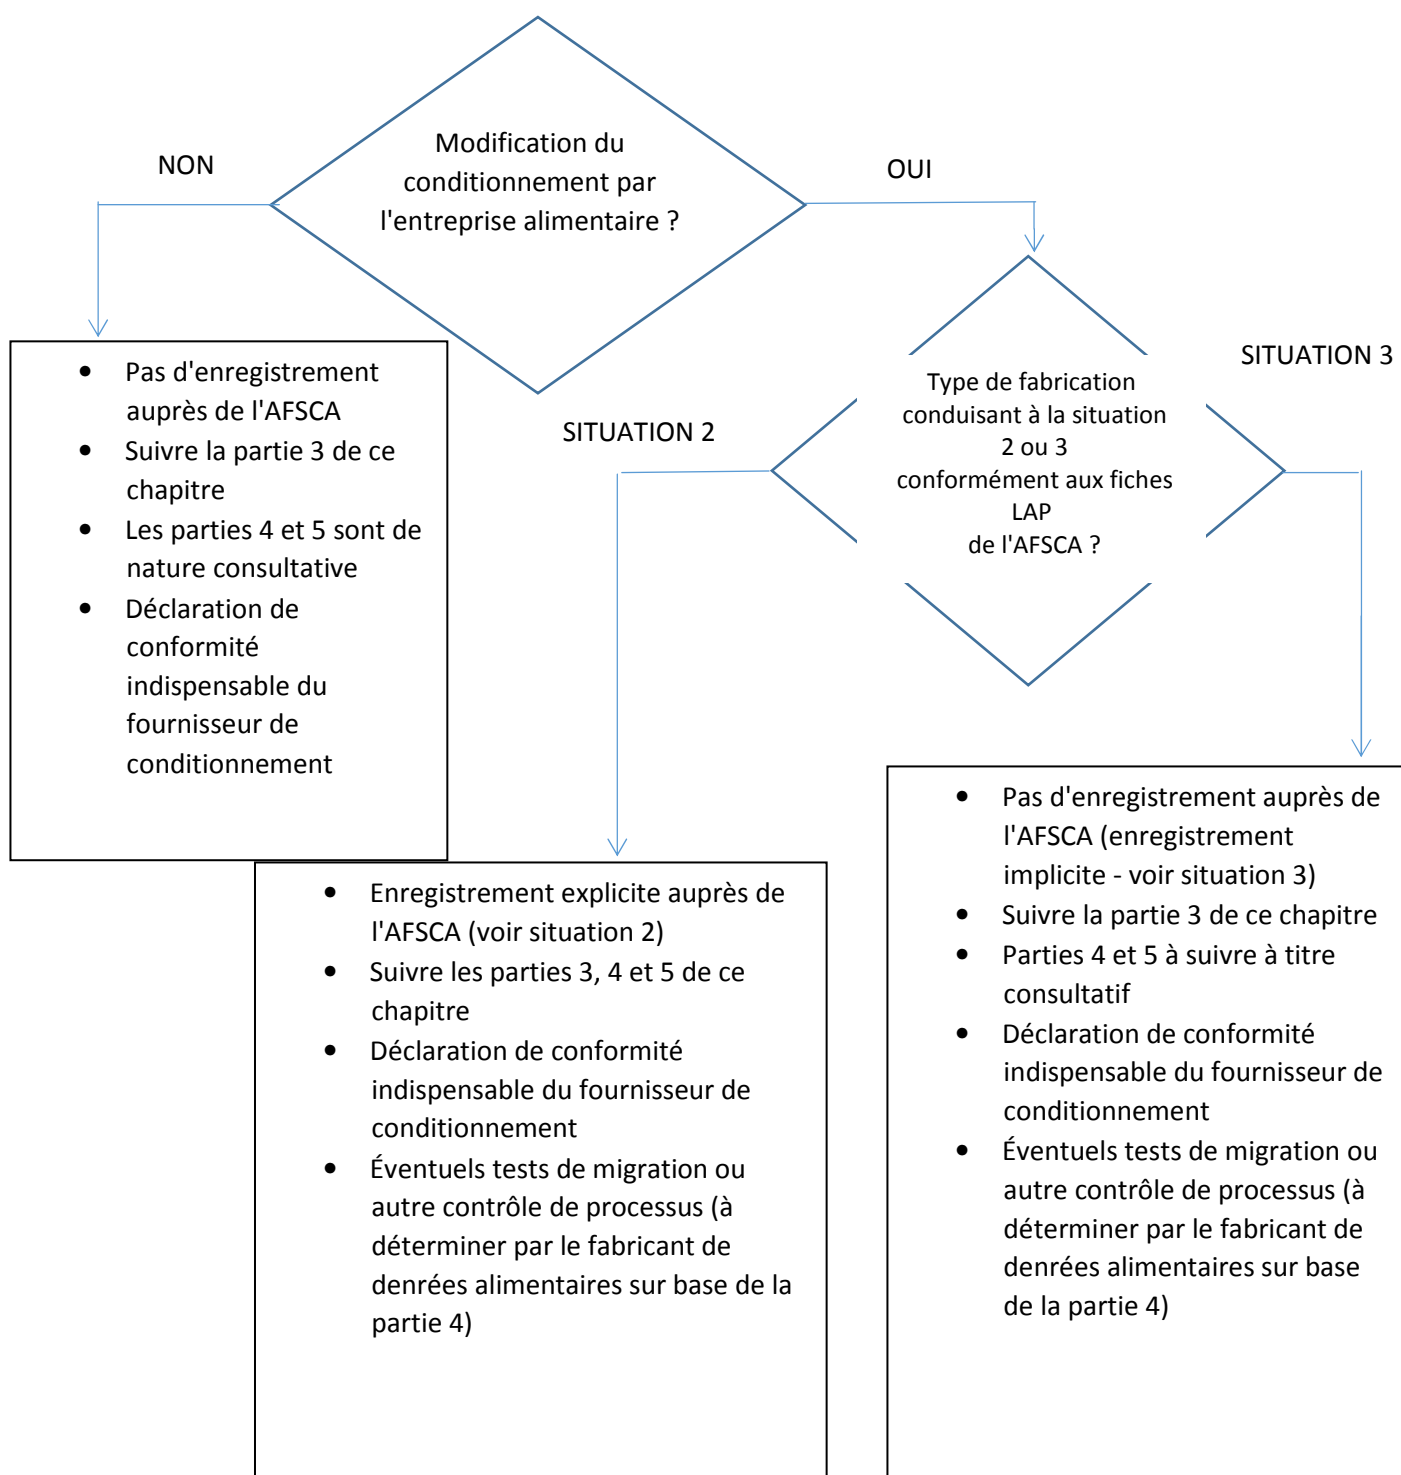 Modification du
conditionnement par
l'entreprise alimentaire ?
NON
OUI
• Pas d'enregistrement
auprès de l'AFSCA
• Suivre la partie 3 de ce
chapitre
• Les parties 4 et 5 sont de
nature consultative
• Déclaration de
conformité
indispensable du
fournisseur de
conditionnement
Type de fabrication
conduisant à la situation
2 ou 3
conformément aux fiches
LAP
de l'AFSCA ?
SITUATION 2
SITUATION 3
• Enregistrement explicite auprès de
l'AFSCA (voir situation 2)
• Suivre les parties 3, 4 et 5 de ce
chapitre
• Déclaration de conformité
indispensable du fournisseur de
conditionnement
• Éventuels tests de migration ou
autre contrôle de processus (à
déterminer par le fabricant de
denrées alimentaires sur base de la
partie 4)
• Pas d'enregistrement auprès de
l'AFSCA (enregistrement
implicite - voir situation 3)
• Suivre la partie 3 de ce chapitre
• Parties 4 et 5 à suivre à titre
consultatif
• Déclaration de conformité
indispensable du fournisseur de
conditionnement
• Éventuels tests de migration ou
autre contrôle de processus (à
déterminer par le fabricant de
denrées alimentaires sur base
de la partie 4)